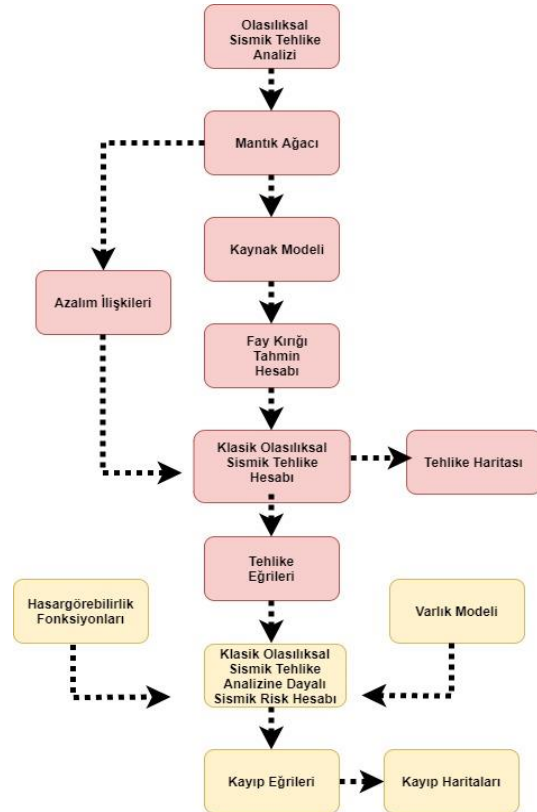 Olasılıksal
Sismik Tehlike
Analizi
Mantık Ağacı
Kaynak Modeli
Azalım İlişkileri
Fay Kırığı
Tahmin
Hesabı
Klasik Olasılıksal
Sismik Tehlike
Hesabı
Tehlike Haritası
Tehlike
Eğrileri
Hasargörebilirlik
Fonksiyonları
Varlık Modeli
Klasik Olasılıksal
Sismik Tehlike
Analizine Dayalı
Sismik Risk Hesabı
Kayıp Eğrileri
Kayıp Haritaları